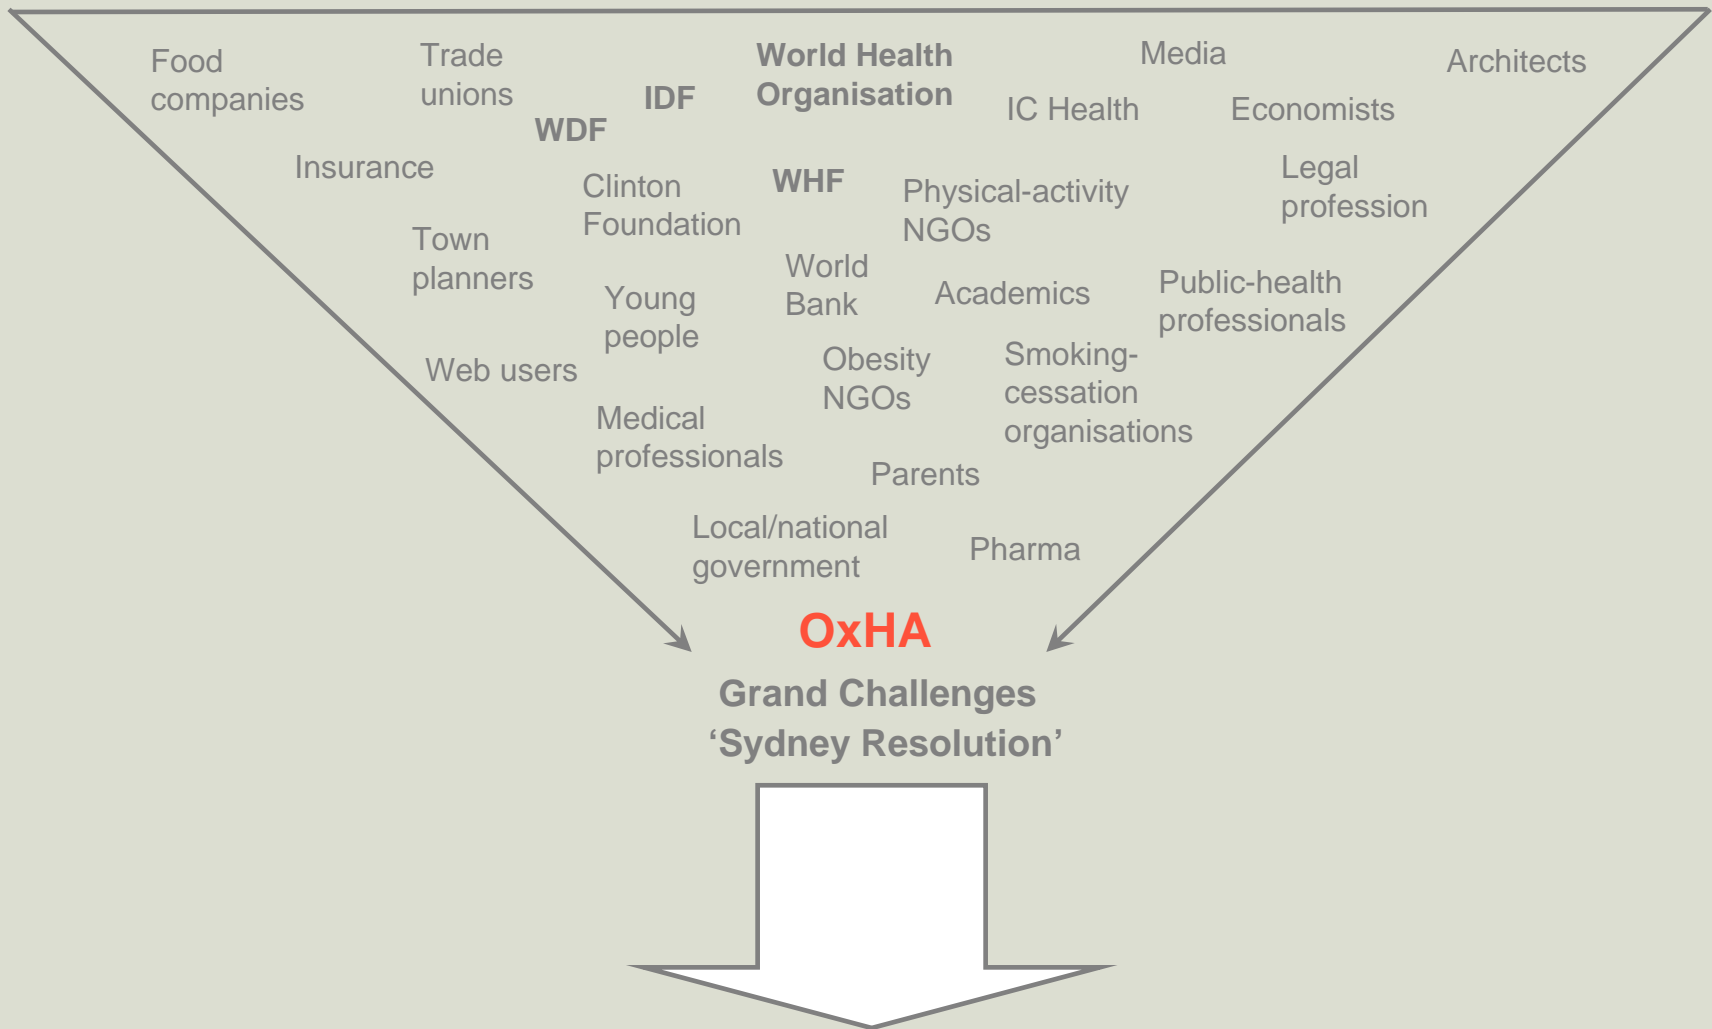 Food
companies
Trade
unions
IDF
WDF
World Health
Organisation
Media
IC Health
Economists
Architects
Insurance
Clinton
Foundation
WHF
Physical-activity
NGOs
Legal
profession
Town
planners
Young
people
World
Bank
Academics
Public-health
professionals
Web users
Obesity
NGOs
Smoking-
cessation
organisations
Medical
professionals
Parents
Local/national
government
Pharma
OxHA
Grand Challenges
‘Sydney Resolution’